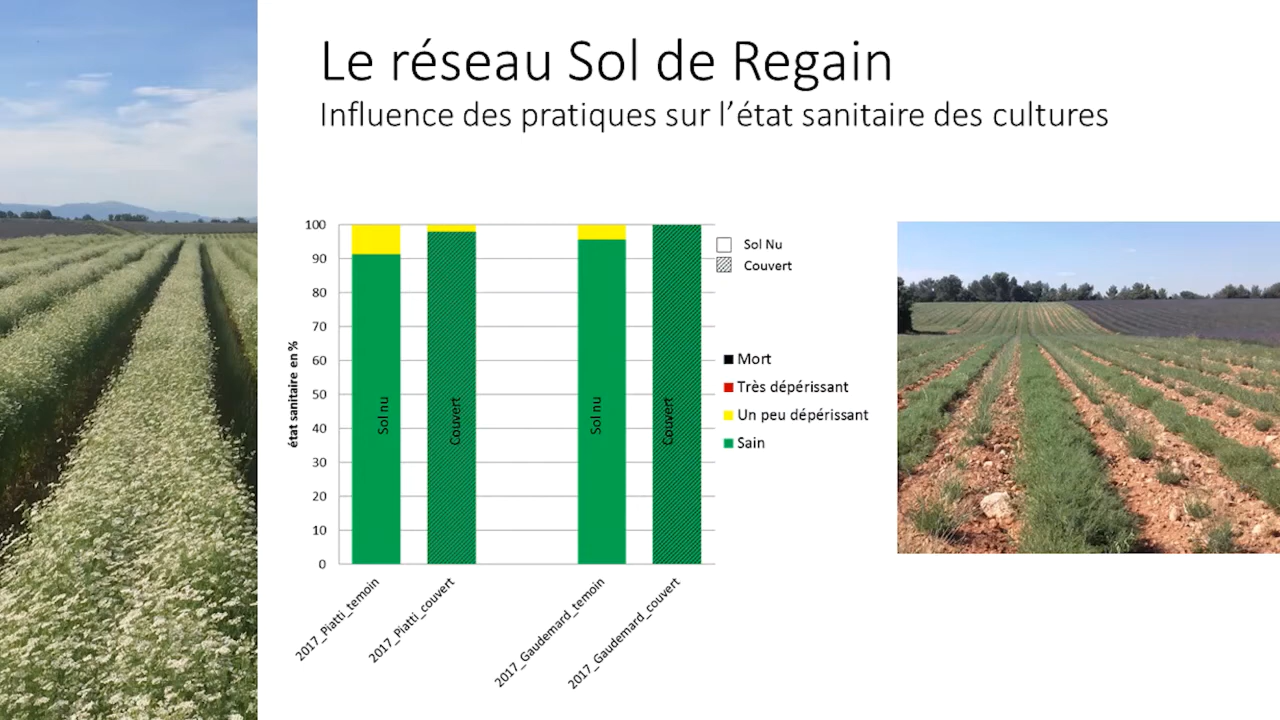 Le réseau Sol de Regain
Influence des pratiques sur l'état sanitaire des cultures
état sanitaire en %
100
90
80
70
60
50
40
30
20
10
0
Sol nu
Couvert
Sol nu
Couvert
2017_Piatti_temoin
2017_Piatti_couvert
2017_Gaudemard_temoin
2017_Gaudemard_couvert
Sol Nu
Couvert
Mort
Très dépérissant
Un peu dépérissant
Sain